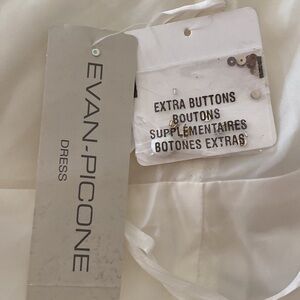 EVAN-PICONE
DRESS
EXTRA BUTTONS
BOUTONS
SUPPLÉMENTAIRES
BOTONES EXTRAS